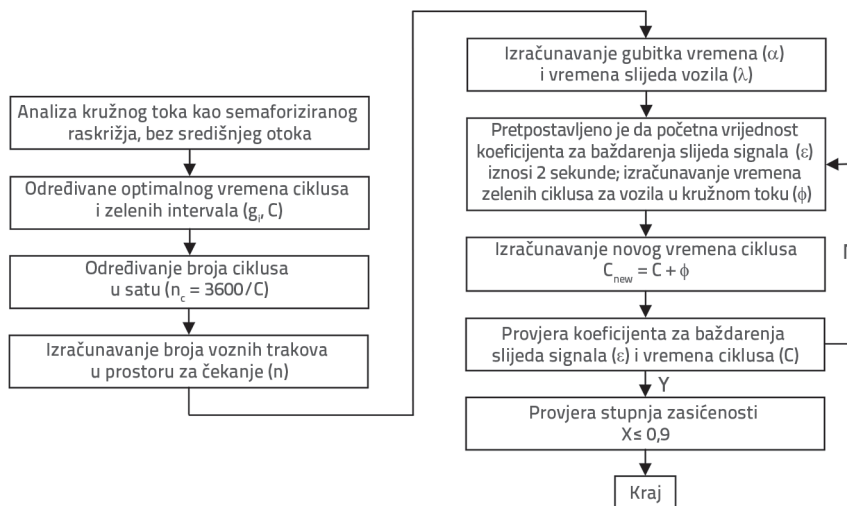 Analiza kružnog toka kao semaforiziranog
raskrižja, bez središnjeg otoka
Određivane optimalnog vremena ciklusa
i zelenih intervala (gᵢ, C)
Određivanje broja ciklusa
u satu (n_c = 3600/C)
Izračunavanje broja voznih trakova
u prostoru za čekanje (n)
Izračunavanje gubitka vremena (α)
i vremena slijeda vozila (λ)
Pretpostavljeno je da početna vrijednost
koeficijenta za baždarenja slijeda signala (ε)
iznosi 2 sekunde; izračunavanje vremena
zelenih ciklusa za vozila u kružnom toku (ϕ)
Izračunavanje novog vremena ciklusa
C_new = C + ϕ
Provjera koeficijenta za baždarenja
slijeda signala (ε) i vremena ciklusa (C)
Y
Provjera stupnja zasićenosti
X ≤ 0,9
Kraj